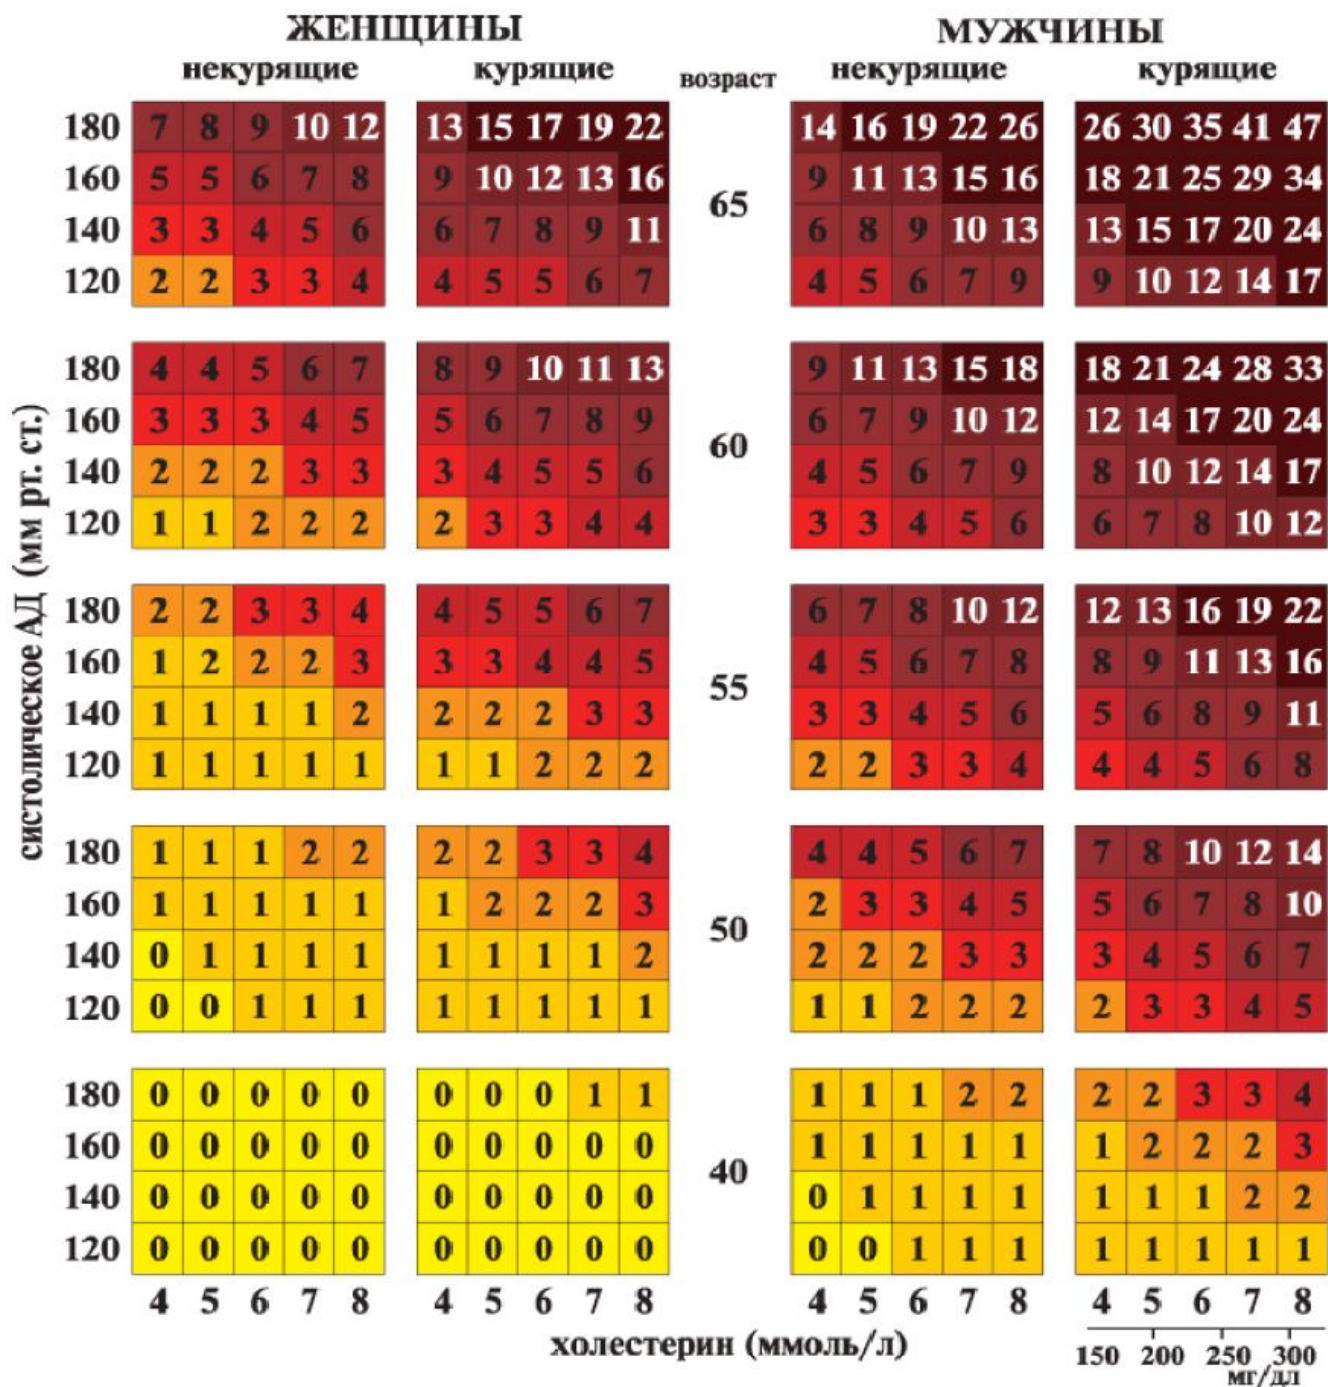 ЖЕНЩИНЫ МУЖЧИНЫ
некурящие курящие возраст некурящие курящие
180 7 8 9 10 12 13 15 17 19 22 14 16 19 22 26 26 30 35 41 47
160 5 5 6 7 8 9 10 12 13 16 9 11 13 15 16 18 21 25 29 34
65
140 3 3 4 5 6 6 7 8 9 11 6 8 9 10 13 13 15 17 20 24
120 2 2 3 3 4 4 5 5 6 7 4 5 6 7 9 9 10 12 14 17
180 4 4 5 6 7 8 9 10 11 13 9 11 13 15 18 18 21 24 28 33
160 3 3 3 4 5 5 6 7 8 9 6 7 9 10 12 12 14 17 20 24
60
140 2 2 2 3 3 3 4 5 5 6 4 5 6 7 9 8 10 12 14 17
120 1 1 2 2 2 2 3 3 4 4 3 3 4 5 6 6 7 8 10 12
систолическое АД (мм рт. ст.)
180 2 2 3 3 4 4 5 5 6 7 6 7 8 10 12 12 13 16 19 22
160 1 2 2 2 3 3 3 4 4 5 4 5 6 7 8 8 9 11 13 16
55
140 1 1 1 1 2 2 2 2 3 3 3 3 4 5 6 5 6 8 9 11
120 1 1 1 1 1 1 1 2 2 2 2 2 3 3 4 4 4 5 6 8
180 1 1 1 2 2 2 2 3 3 4 4 4 5 6 7 7 8 10 12 14
160 1 1 1 1 1 1 2 2 2 3 2 3 3 4 5 5 6 7 8 10
50
140 0 1 1 1 1 1 1 1 1 2 2 2 2 3 3 3 4 5 6 7
120 0 0 1 1 1 1 1 1 1 1 1 1 2 2 2 2 3 3 4 5
180 0 0 0 0 0 0 0 0 1 1 1 1 1 2 2 2 2 3 3 4
160 0 0 0 0 0 0 0 0 0 0 1 1 1 1 1 1 2 2 2 3
40
140 0 0 0 0 0 0 0 0 0 0 0 1 1 1 1 1 1 1 2 2
120 0 0 0 0 0 0 0 0 0 0 0 0 1 1 1 1 1 1 1 1
4 5 6 7 8 4 5 6 7 8 4 5 6 7 8 4 5 6 7 8
холестерин (ммоль/л)
150 200 250 300
мг/дл